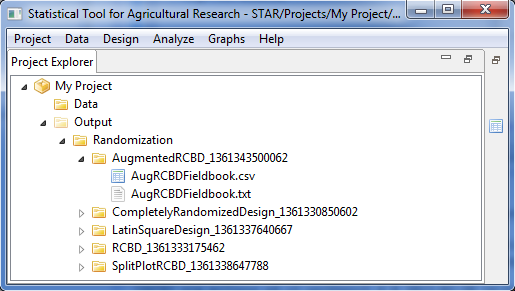 Statistical Tool for Agricultural Research - STAR/Projects/My Project/...
Project Data Design Analyze Graphs Help
Project Explorer
My Project
Data
Output
Randomization
AugmentedRCBD_1361343500062
AugRCBDFieldbook.csv
AugRCBDFieldbook.txt
CompletelyRandomizedDesign_1361330850602
LatinSquareDesign_1361337640667
RCBD_1361333175462
SplitPlotRCBD_1361338647788